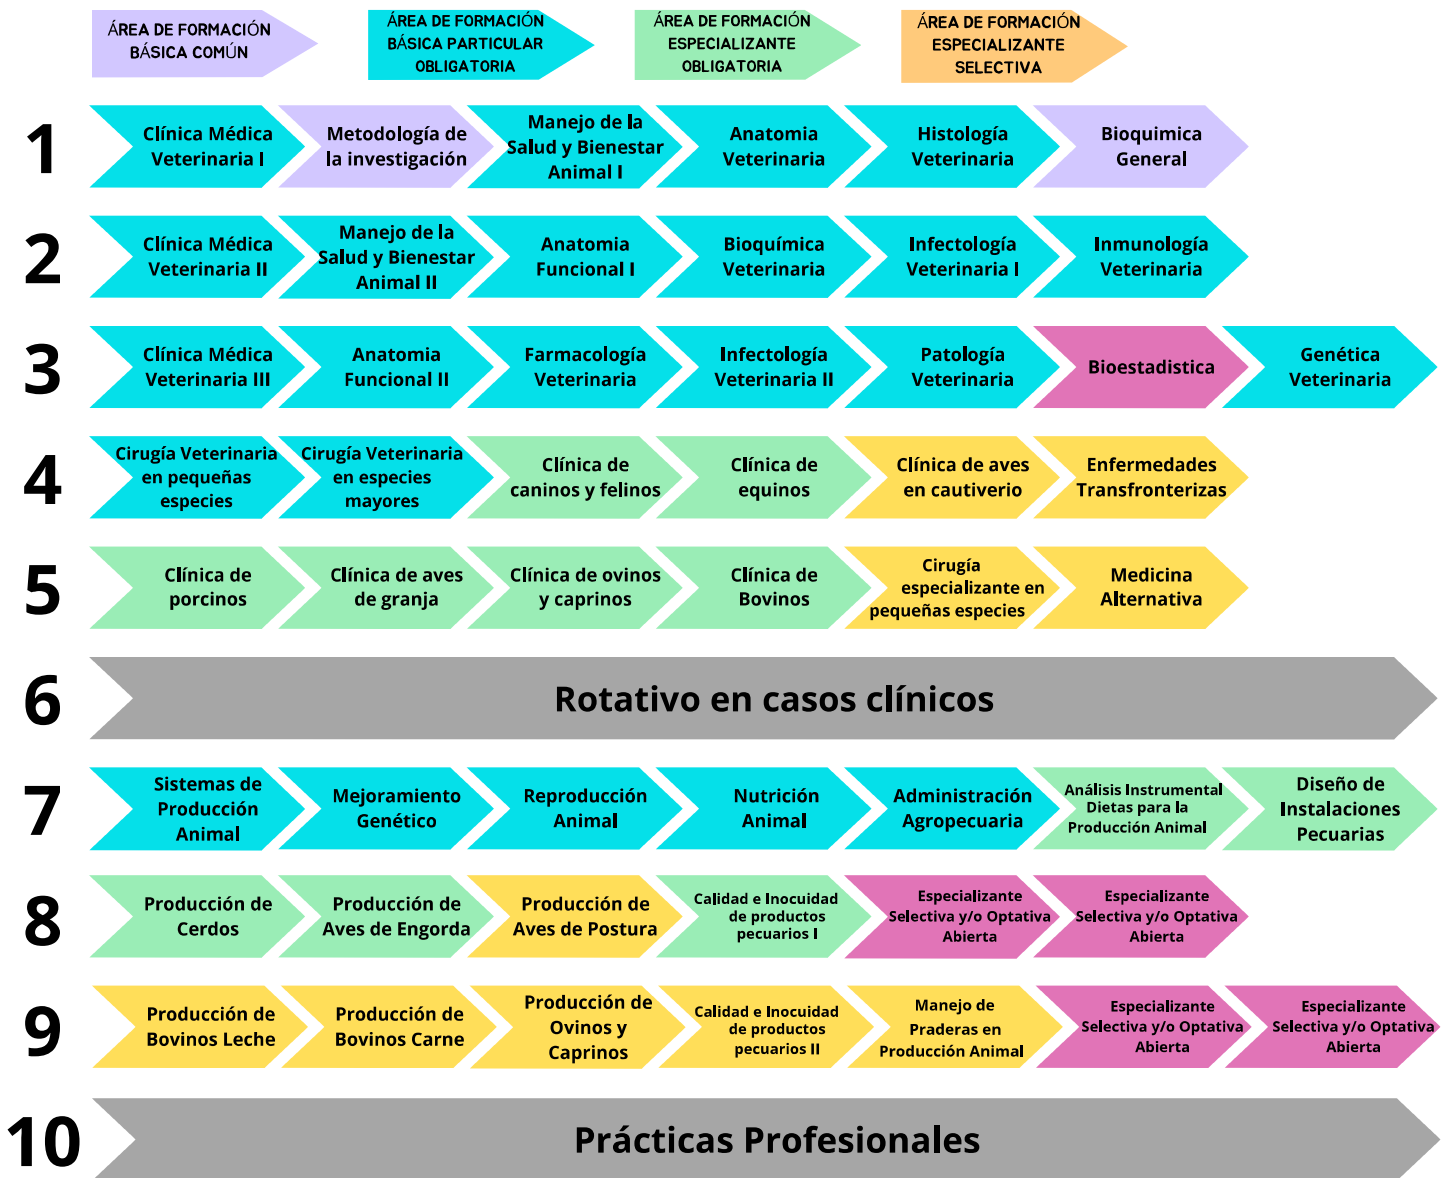 ÁREA DE FORMACIÓN
BÁSICA COMÚN
ÁREA DE FORMACIÓN
BÁSICA PARTICULAR
OBLIGATORIA
ÁREA DE FORMACIÓN
ESPECIALIZANTE
OBLIGATORIA
ÁREA DE FORMACIÓN
ESPECIALIZANTE
SELECTIVA
1
Clínica Médica
Veterinaria I
Metodología de
la investigación
Manejo de la
Salud y Bienestar
Animal I
Anatomia
Veterinaria
Histología
Veterinaria
Bioquimica
General
2
Clínica Médica
Veterinaria II
Manejo de la
Salud y Bienestar
Animal II
Anatomia
Funcional I
Bioquímica
Veterinaria
Infectología
Veterinaria I
Inmunología
Veterinaria
3
Clínica Médica
Veterinaria III
Anatomia
Funcional II
Farmacología
Veterinaria
Infectología
Veterinaria II
Patología
Veterinaria
Bioestadistica
Genética
Veterinaria
4
Cirugía Veterinaria
en pequeñas
especies
Cirugía Veterinaria
en especies
mayores
Clínica de
caninos y felinos
Clínica de
equinos
Clínica de aves
en cautiverio
Enfermedades
Transfronterizas
5
Clínica de
porcinos
Clínica de aves
de granja
Clínica de ovinos
y caprinos
Clínica de
Bovinos
Cirugía
especializante en
pequeñas especies
Medicina
Alternativa
6
Rotativo en casos clínicos
7
Sistemas de
Producción
Animal
Mejoramiento
Genético
Reproducción
Animal
Nutrición
Animal
Administración
Agropecuaria
Análisis Instrumental
Dietas para la
Producción Animal
Diseño de
Instalaciones
Pecuarias
8
Producción de
Cerdos
Producción de
Aves de Engorda
Producción de
Aves de Postura
Calidad e Inocuidad
de productos
pecuarios I
Especializante
Selectiva y/o Optativa
Abierta
Especializante
Selectiva y/o Optativa
Abierta
9
Producción de
Bovinos Leche
Producción de
Bovinos Carne
Producción de
Ovinos y
Caprinos
Calidad e Inocuidad
de productos
pecuarios II
Manejo de
Praderas en
Producción Animal
Especializante
Selectiva y/o Optativa
Abierta
Especializante
Selectiva y/o Optativa
Abierta
10
Prácticas Profesionales